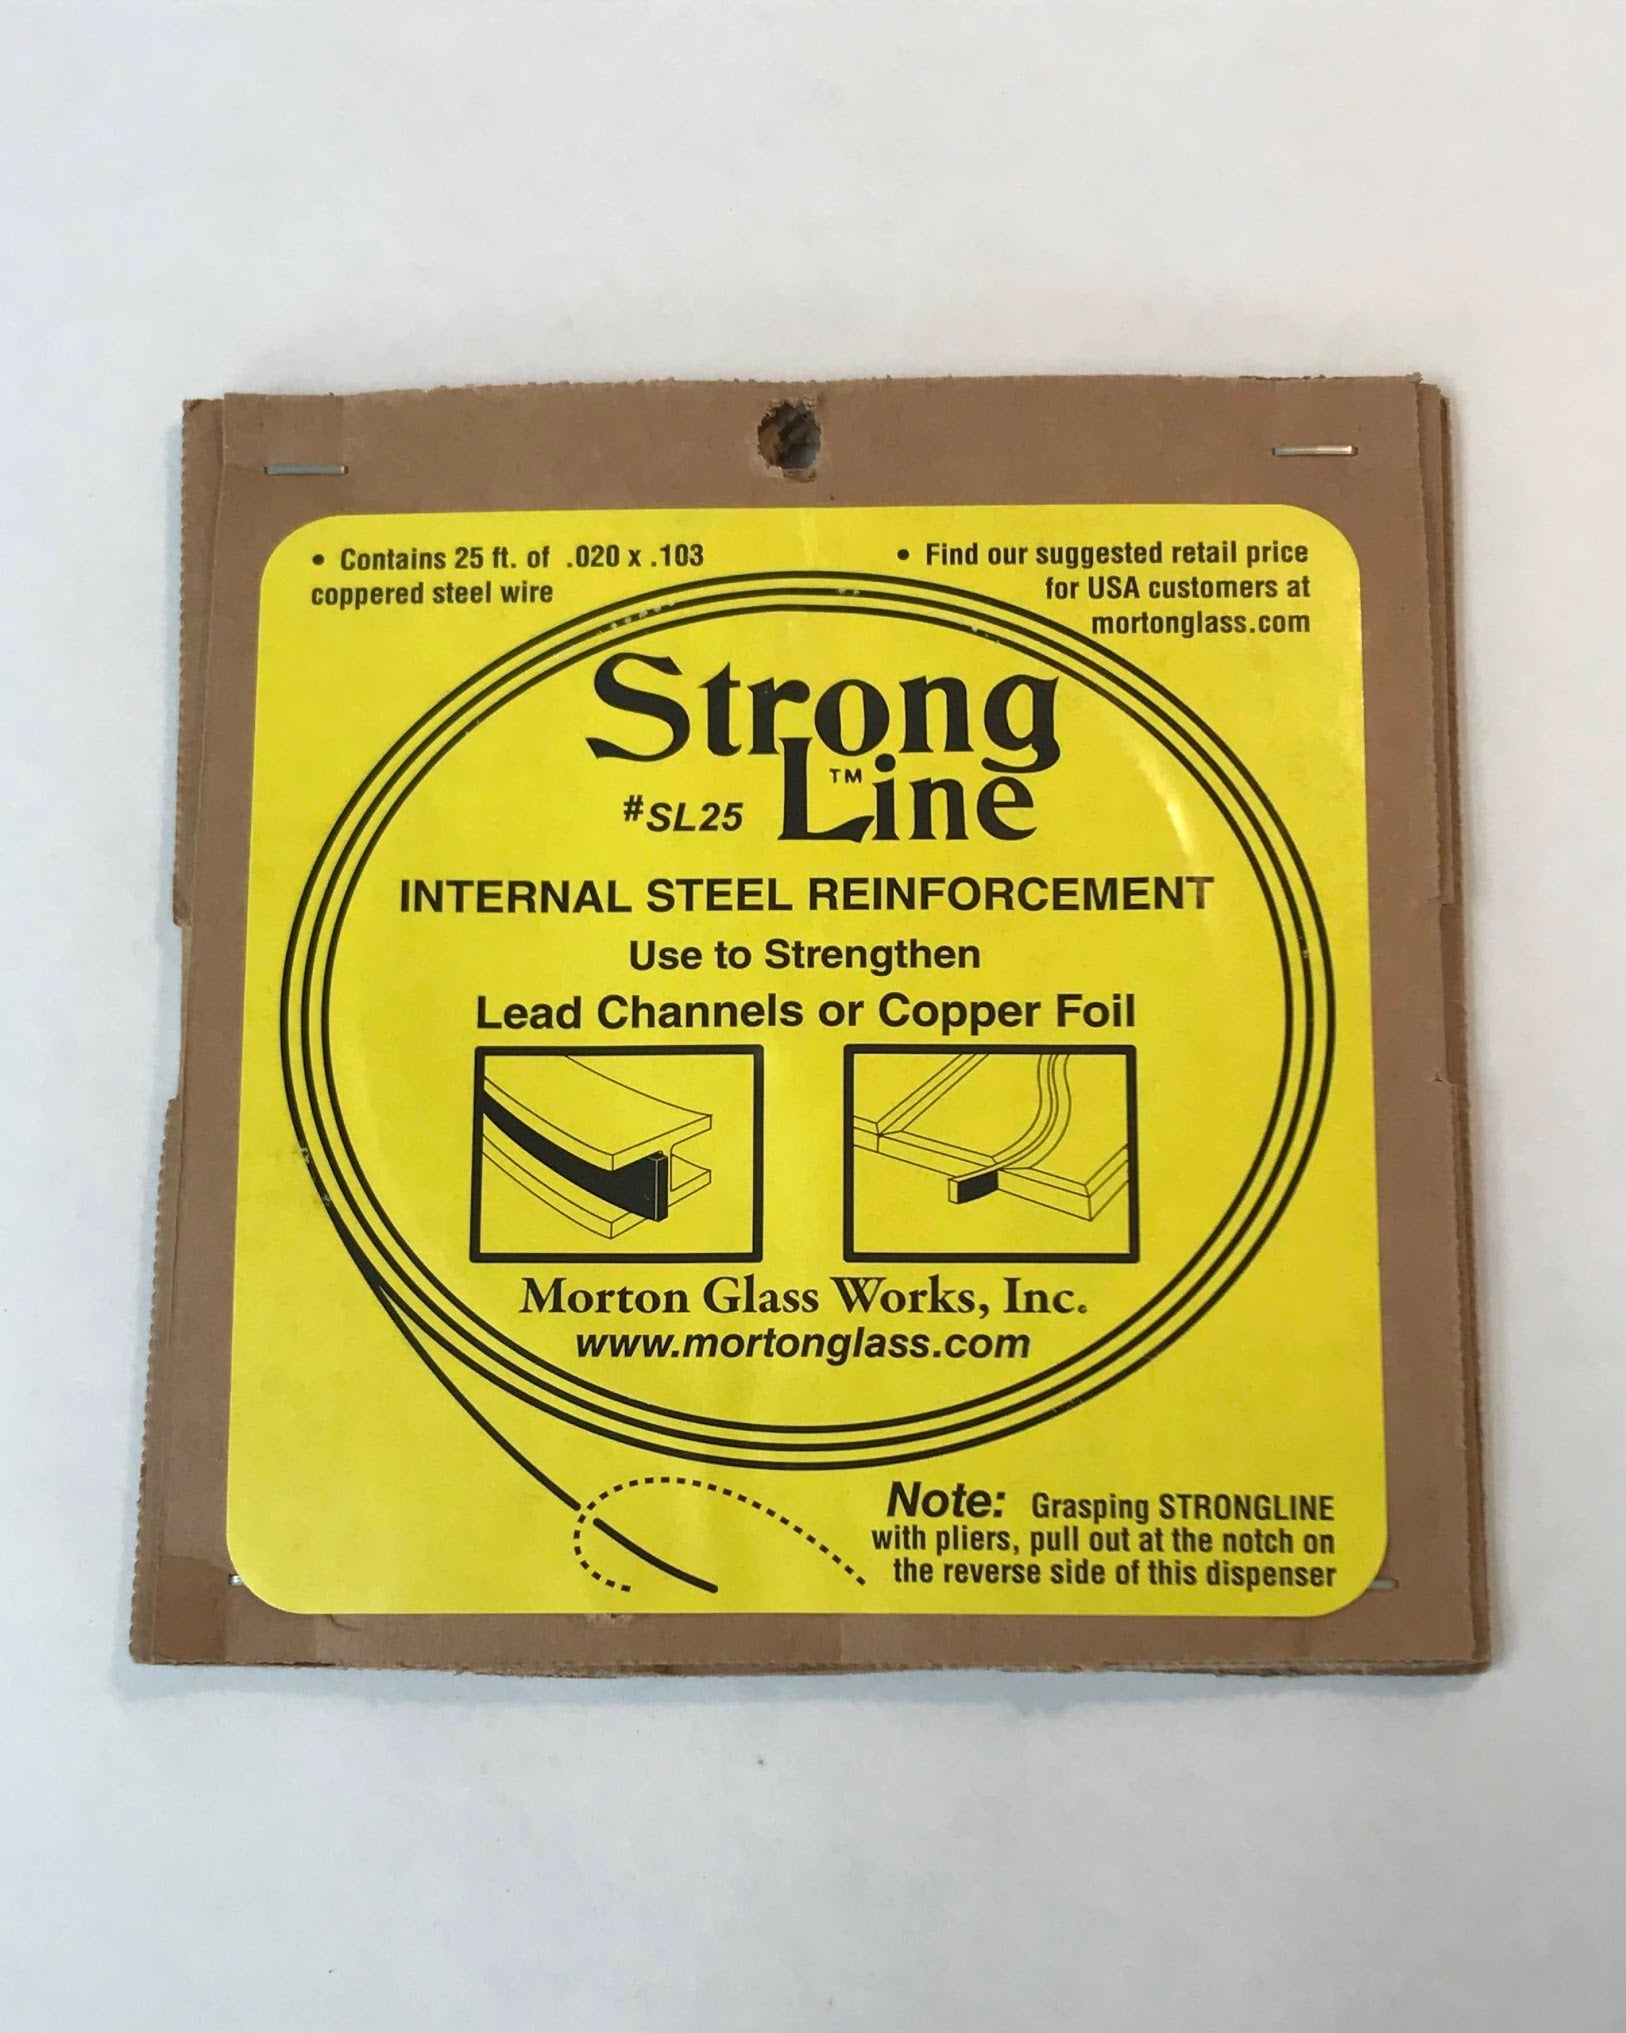 • Contains 25 ft. of .020 x .103
coppered steel wire
• Find our suggested retail price
for USA customers at
mortonglass.com
Strong
Line™
#SL25
INTERNAL STEEL REINFORCEMENT
Use to Strengthen
Lead Channels or Copper Foil
Morton Glass Works, Inc.
www.mortonglass.com
Note: Grasping STRONGLINE
with pliers, pull out at the notch on
the reverse side of this dispenser